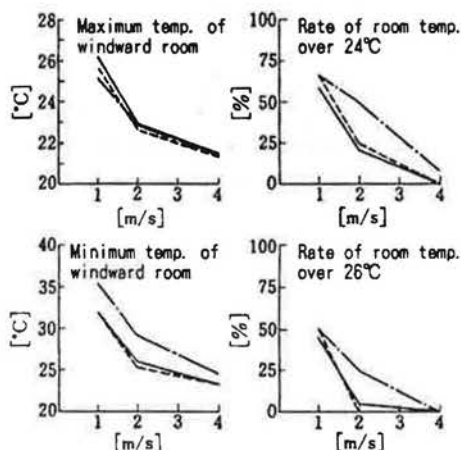 Maximum temp. of
windward room
[°C]
28
26
24
22
20
1 2 3 4
[m/s]
Rate of room temp.
over 24°C
[%]
100
75
50
25
0
1 2 3 4
[m/s]
Minimum temp. of
windward room
[°C]
40
35
30
25
20
1 2 3 4
[m/s]
Rate of room temp.
over 26°C
[%]
100
75
50
25
0
1 2 3 4
[m/s]